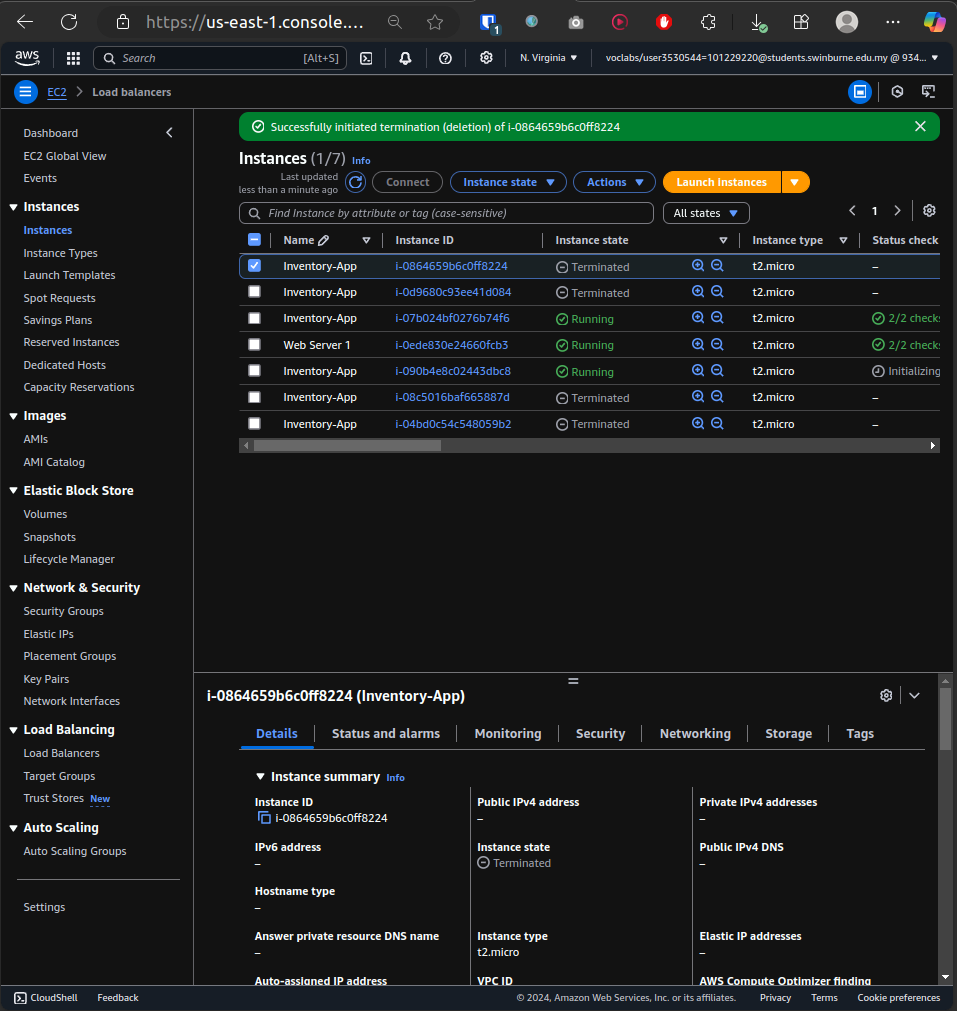 https://us-east-1.console....
1
aws
Search
[Alt+S]
N. Virginia
voclabs/user3530544=101229220@students.swinburne.edu.my @ 934...
EC2
Load balancers
Dashboard
EC2 Global View
Events
Instances
Instances
Instance Types
Launch Templates
Spot Requests
Savings Plans
Reserved Instances
Dedicated Hosts
Capacity Reservations
Images
AMIs
AMI Catalog
Elastic Block Store
Volumes
Snapshots
Lifecycle Manager
Network & Security
Security Groups
Elastic IPs
Placement Groups
Key Pairs
Network Interfaces
Load Balancing
Load Balancers
Target Groups
Trust Stores New
Auto Scaling
Auto Scaling Groups
Settings
Successfully initiated termination (deletion) of i-0864659b6c0ff8224
Instances (1/7) Info
Last updated
less than a minute ago
Connect
Instance state
Actions
Launch instances
Find Instance by attribute or tag (case-sensitive)
All states
1
Name Instance ID Instance state Instance type Status check
Inventory-App i-0864659b6c0ff8224 Terminated t2.micro –
Inventory-App i-0d9680c93ee41d084 Terminated t2.micro –
Inventory-App i-07b024bf0276b74f6 Running t2.micro 2/2 checks
Web Server 1 i-0ede830e24660fcb3 Running t2.micro 2/2 checks
Inventory-App i-090b4e8c02443dbc8 Running t2.micro Initializing
Inventory-App i-08c5016baf665887d Terminated t2.micro –
Inventory-App i-04bd0c54c548059b2 Terminated t2.micro –
i-0864659b6c0ff8224 (Inventory-App)
Details
Status and alarms
Monitoring
Security
Networking
Storage
Tags
Instance summary Info
Instance ID
i-0864659b6c0ff8224
Public IPv4 address
–
Private IPv4 addresses
–
IPv6 address
–
Instance state
Terminated
Public IPv4 DNS
–
Hostname type
–
Answer private resource DNS name
–
Instance type
t2.micro
Elastic IP addresses
–
Auto-assigned IP address
VPC ID
AWS Compute Optimizer finding
CloudShell
Feedback
© 2024, Amazon Web Services, Inc. or its affiliates.
Privacy
Terms
Cookie preferences